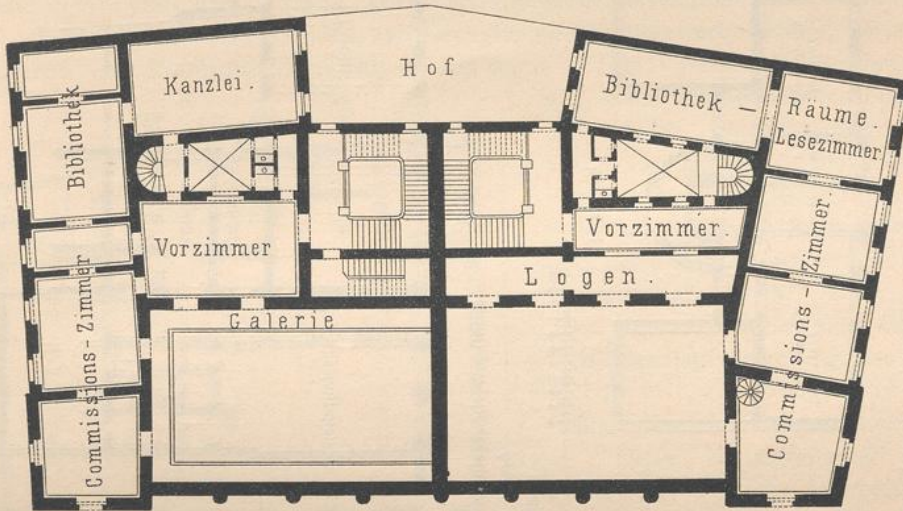 Hof
Kanzlei.
Bibliothek
Bibliothek —
Räume.
Lesezimmer
Vorzimmer
Vorzimmer.
Logen.
Galerie
Commissions-Zimmer
Commissions-Zimmer